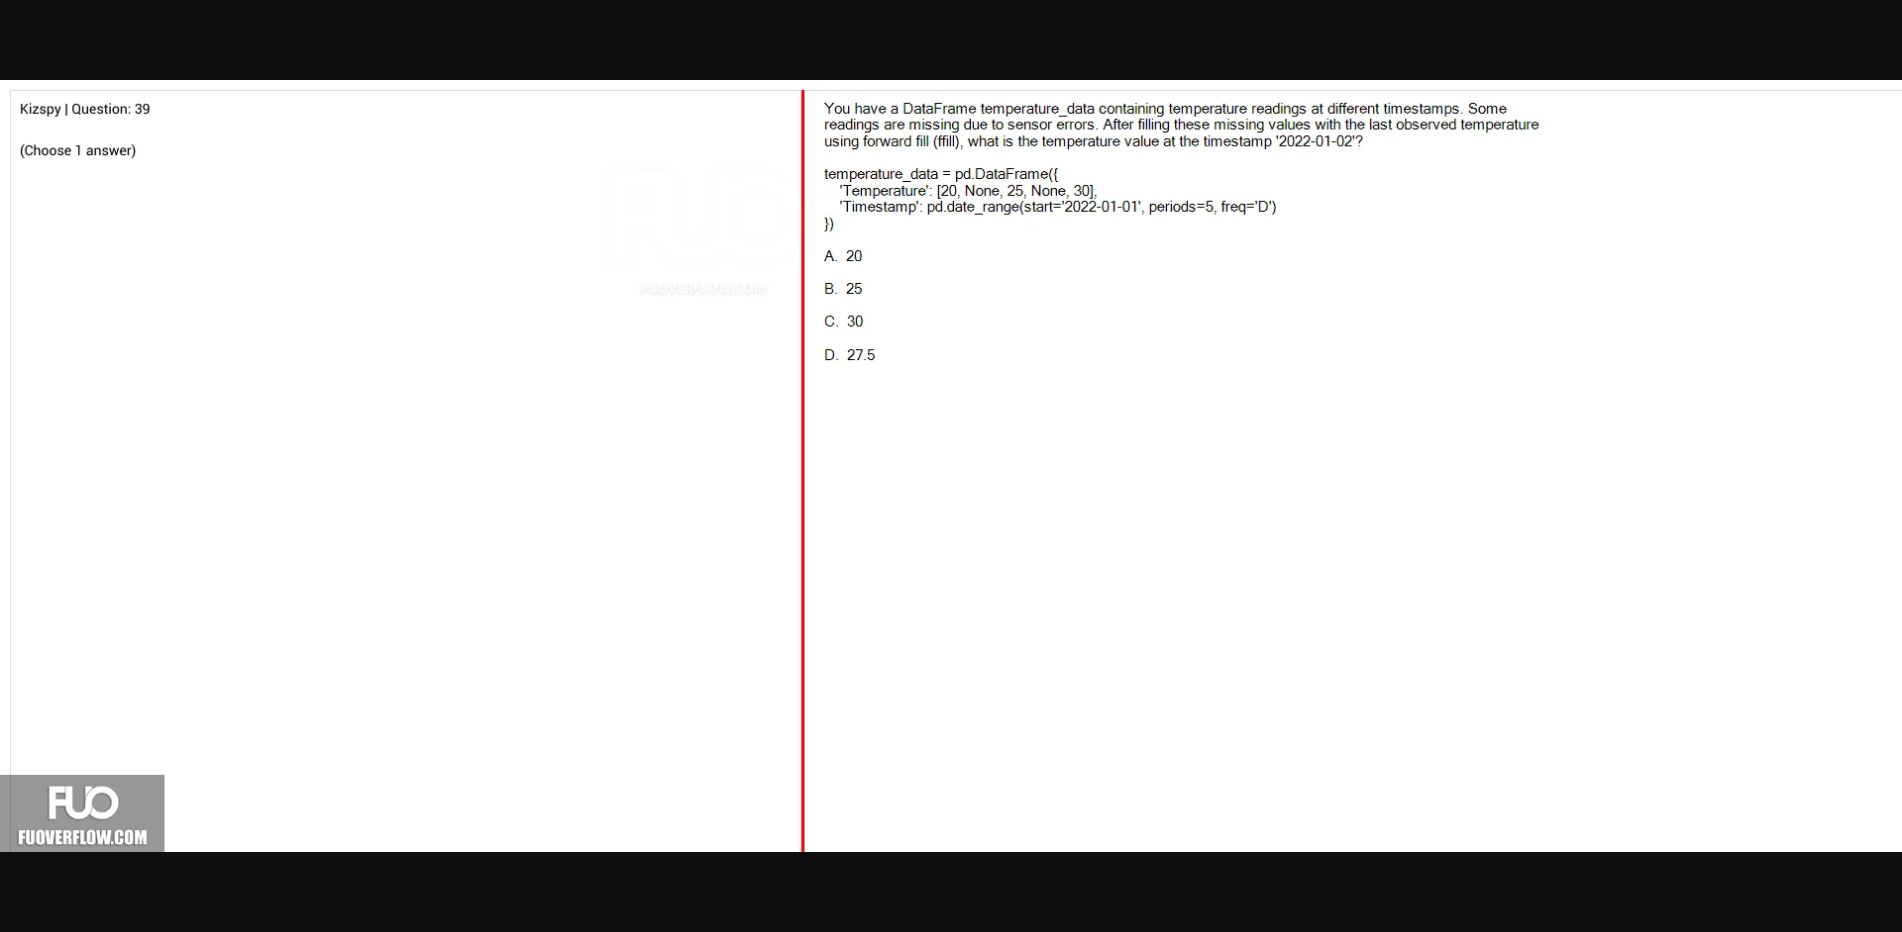 Kizspy | Question: 39
(Choose 1 answer)
FUO
FUOVERFLOW.COM
You have a DataFrame temperature_data containing temperature readings at different timestamps. Some
readings are missing due to sensor errors. After filling these missing values with the last observed temperature
using forward fill (ffill), what is the temperature value at the timestamp '2022-01-02'?
temperature_data = pd.DataFrame({
'Temperature': [20, None, 25, None, 30],
'Timestamp': pd.date_range(start='2022-01-01', periods=5, freq='D')
})
A. 20
B. 25
C. 30
D. 27.5
FUO
FUOVERFLOW.COM